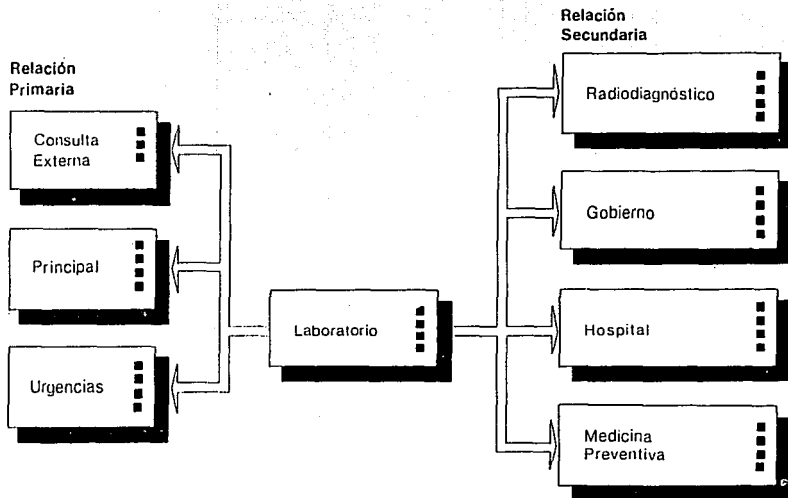 Relación
Primaria
Consulta
Externa
Principal
Urgencias
Laboratorio
Relación
Secundaria
Radiodiagnóstico
Gobierno
Hospital
Medicina
Preventiva